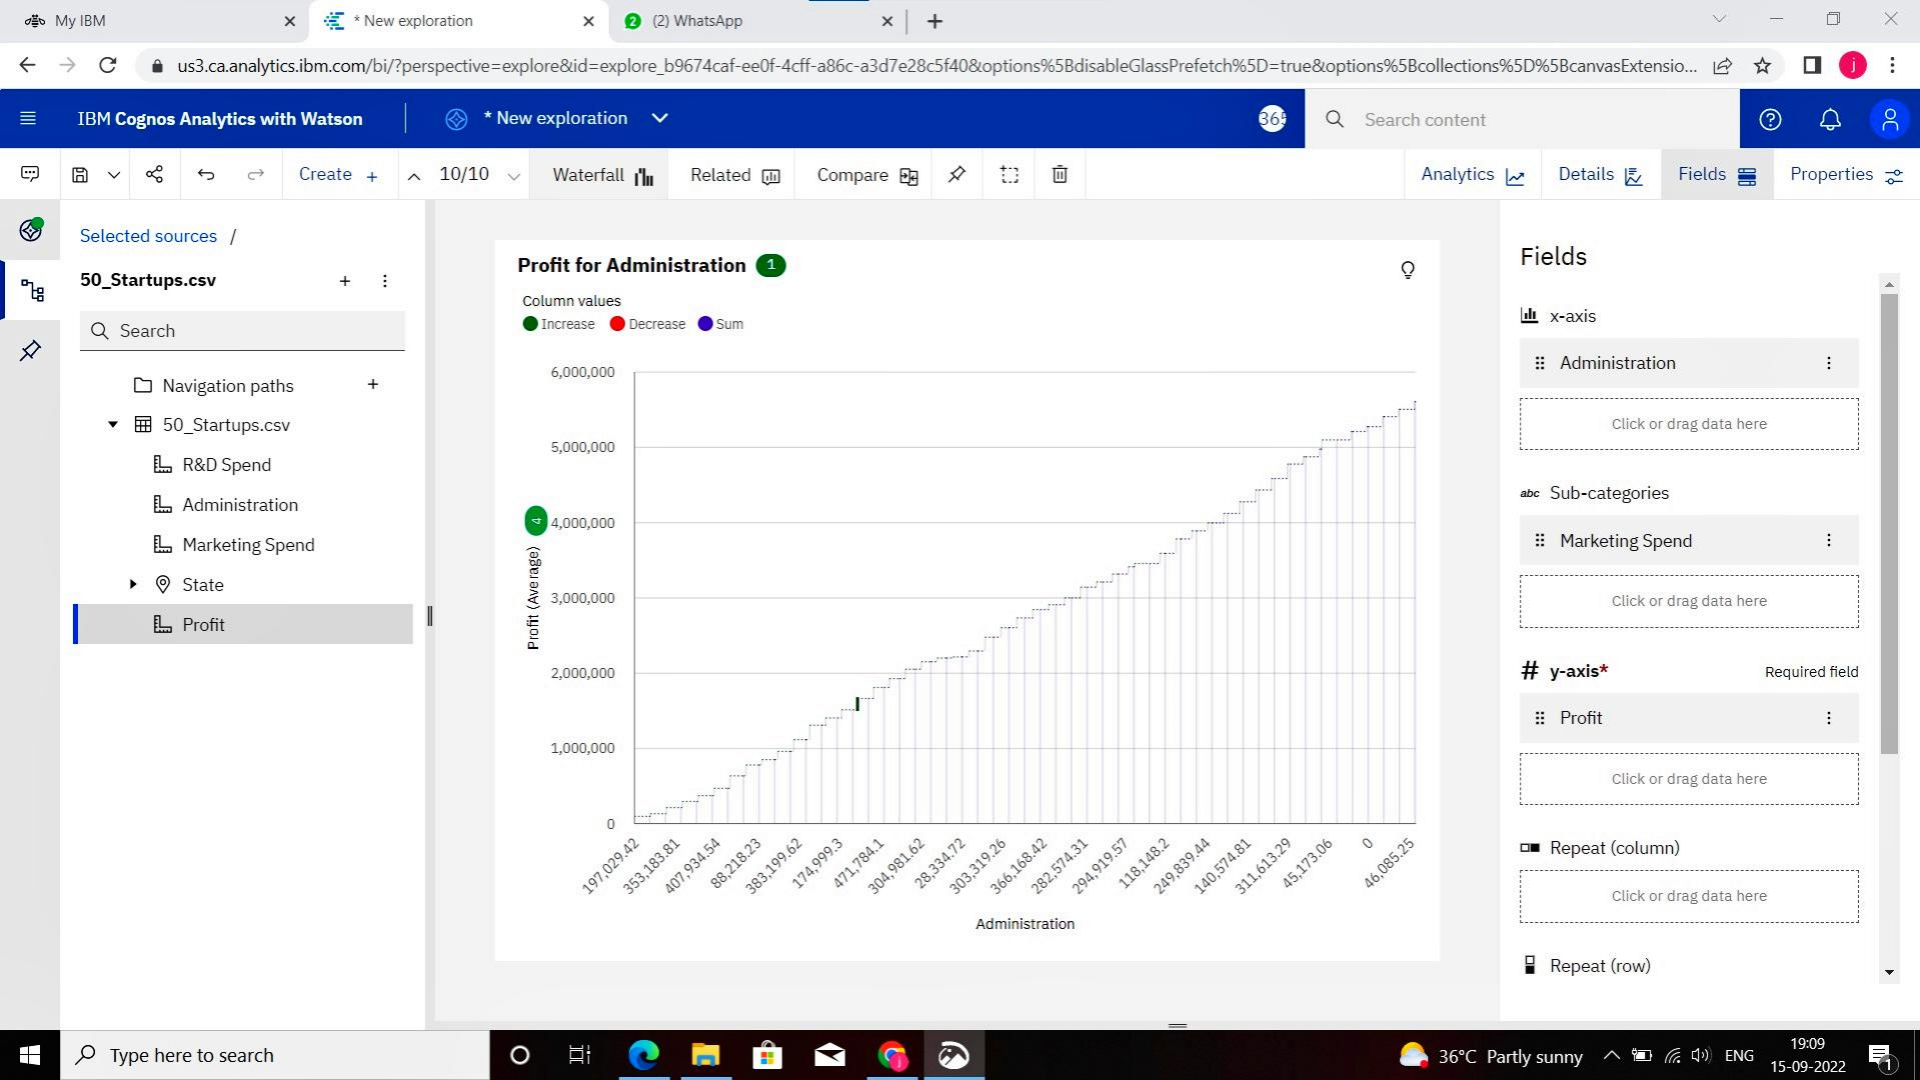 My IBM
* New exploration
2 (2) WhatsApp
us3.ca.analytics.ibm.com/bi/?perspective=explore&id=explore_b9674caf-ee0f-4cff-a86c-a3d7e28c5f40&options%5BdisableGlassPrefetch%5D=true&options%5Bcollections%5D%5BcanvasExtensio...
j
IBM Cognos Analytics with Watson
* New exploration
365
Search content
Create +
10/10
Waterfall
Related
Compare
Analytics
Details
Fields
Properties
Selected sources /
50_Startups.csv
Search
Navigation paths
50_Startups.csv
R&D Spend
Administration
Marketing Spend
State
Profit
Profit for Administration 1
Column values
Increase Decrease Sum
6,000,000
5,000,000
4,000,000
3,000,000
2,000,000
1,000,000
0
Profit (Average) 4
197,029.42
353,183.81
407,934.54
88,218.23
383,199.62
174,999.3
471,784.1
304,981.62
28,334.72
303,319.26
366,168.42
282,574.31
294,919.57
118,148.2
249,839.44
140,574.81
311,613.29
45,173.06
0
46,085.25
Administration
Fields
x-axis
Administration
Click or drag data here
abc Sub-categories
Marketing Spend
Click or drag data here
# y-axis* Required field
Profit
Click or drag data here
Repeat (column)
Click or drag data here
Repeat (row)
Type here to search
36°C Partly sunny
ENG
19:09
15-09-2022
1